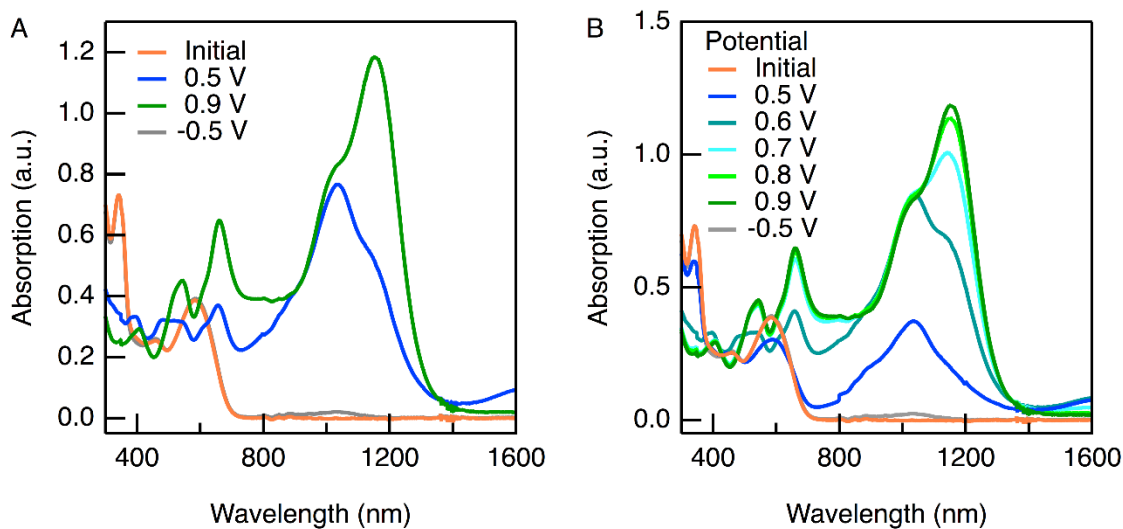 A
Initial
0.5 V
0.9 V
-0.5 V
Absorption (a.u.)
1.2
1.0
0.8
0.6
0.4
0.2
0.0
400
800
1200
1600
Wavelength (nm)
B
Potential
Initial
0.5 V
0.6 V
0.7 V
0.8 V
0.9 V
-0.5 V
Absorption (a.u.)
1.5
1.0
0.5
0.0
400
800
1200
1600
Wavelength (nm)